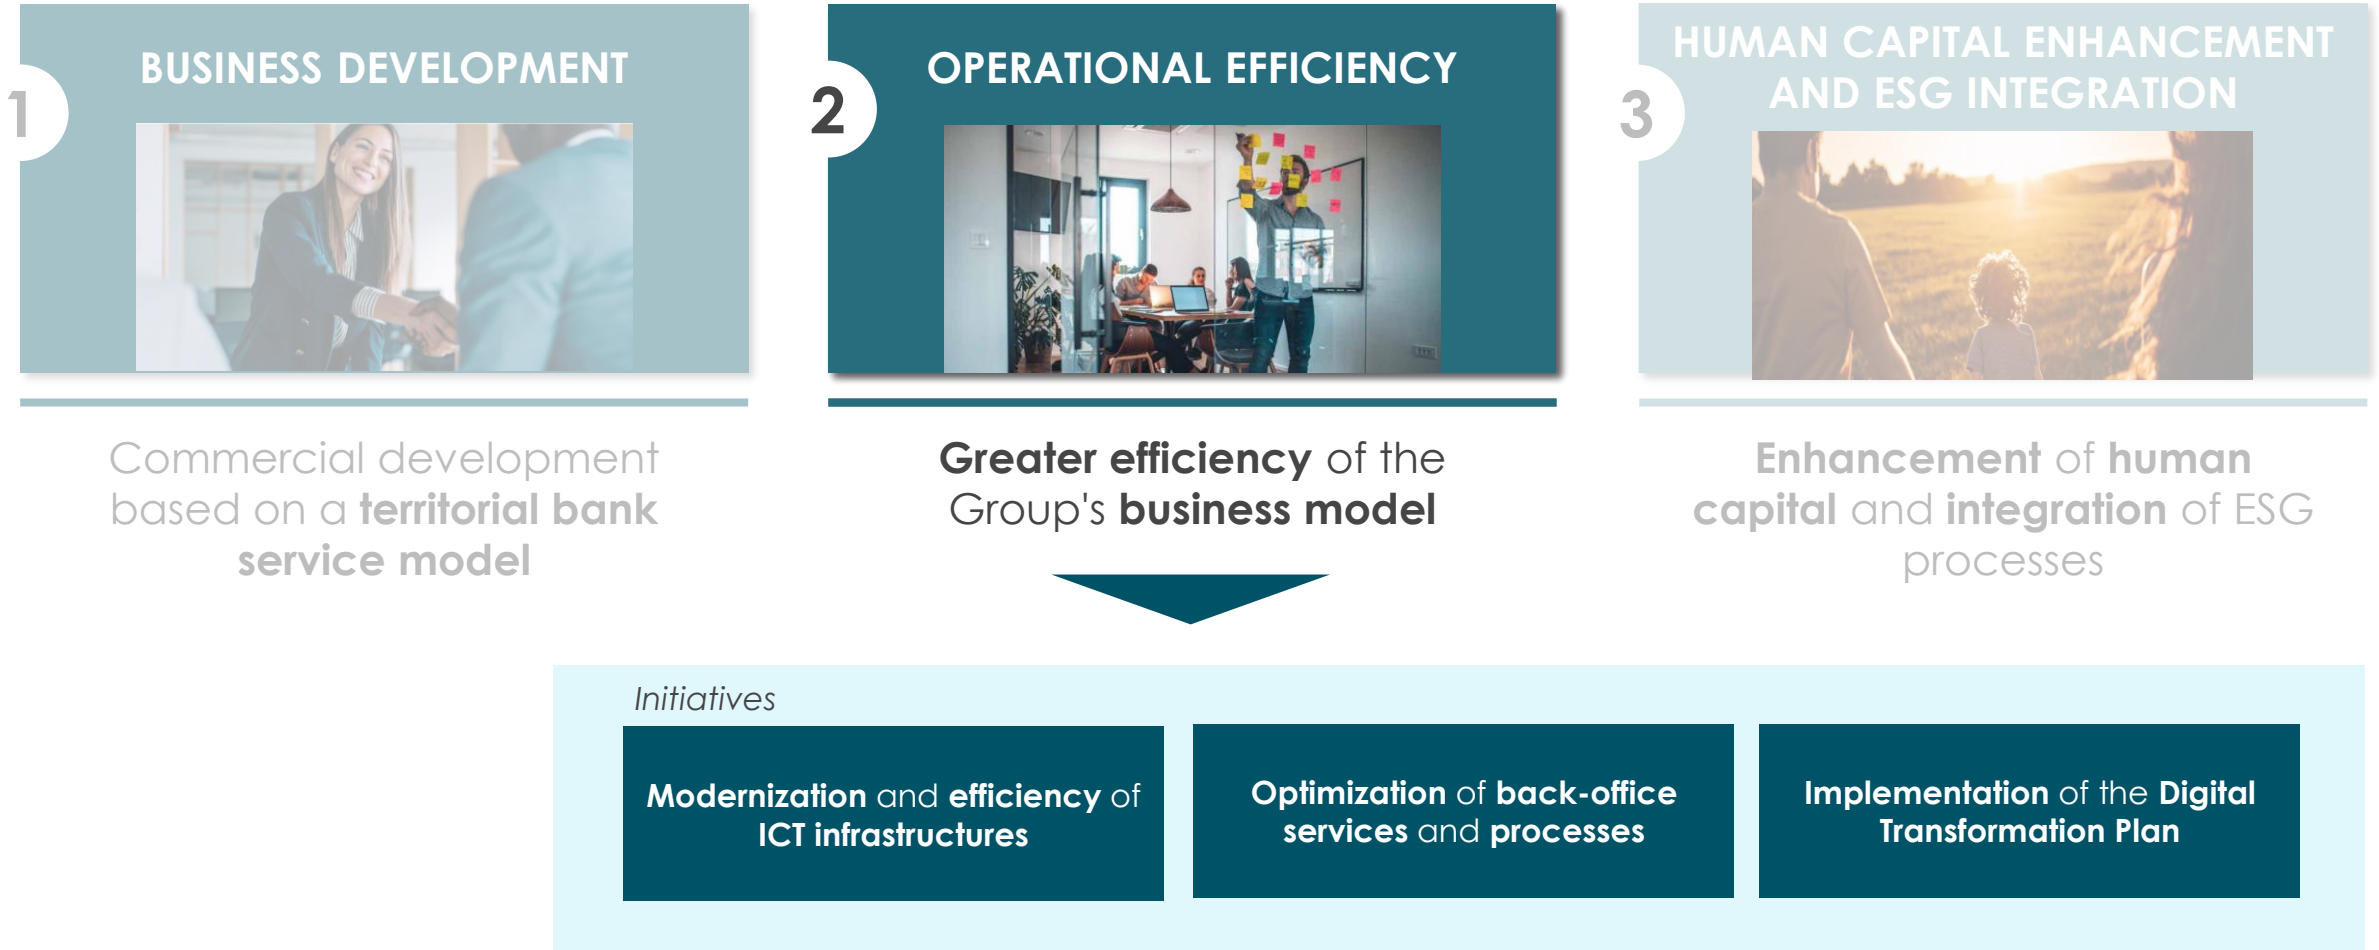 1
BUSINESS DEVELOPMENT
Commercial development
based on a territorial bank
service model
2
OPERATIONAL EFFICIENCY
Greater efficiency of the
Group's business model
3
HUMAN CAPITAL ENHANCEMENT
AND ESG INTEGRATION
Enhancement of human
capital and integration of ESG
processes
Initiatives
Modernization and efficiency of
ICT infrastructures
Optimization of back-office
services and processes
Implementation of the Digital
Transformation Plan